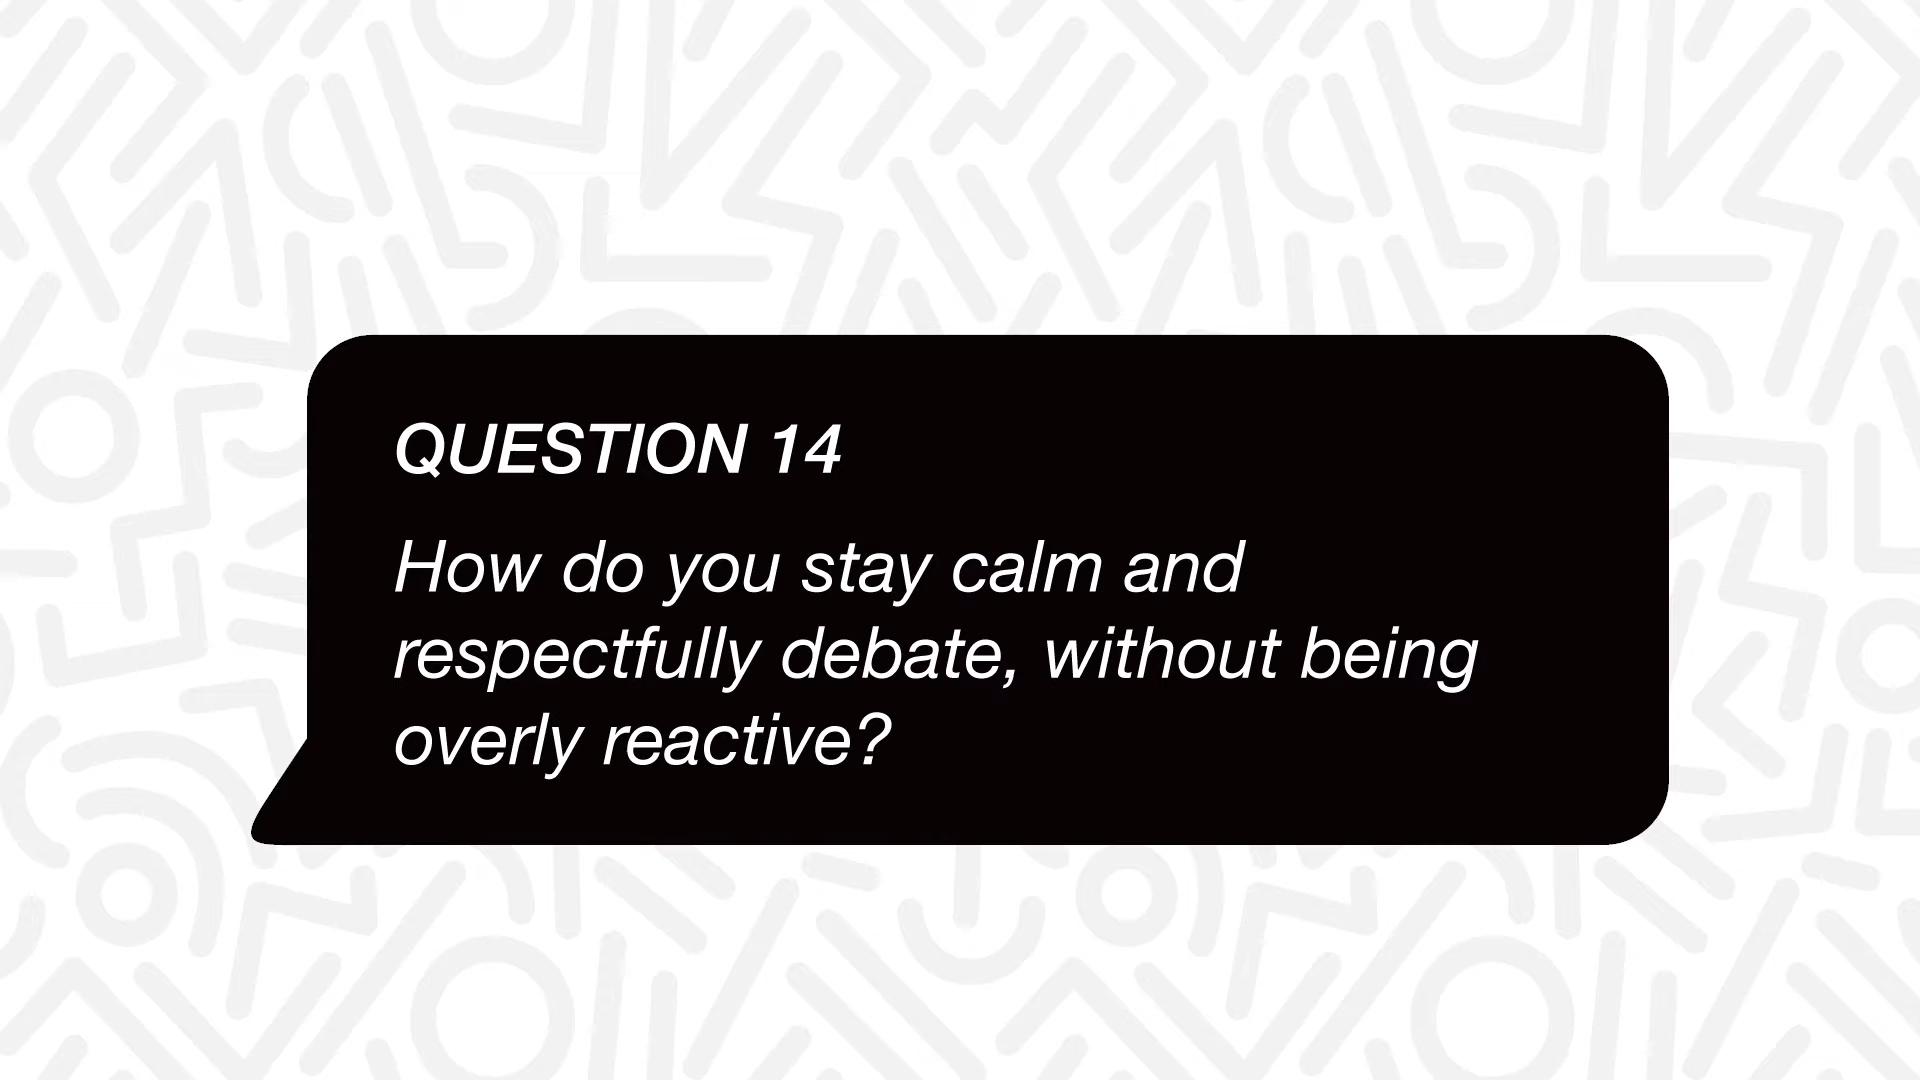 QUESTION 14
How do you stay calm and
respectfully debate, without being
overly reactive?